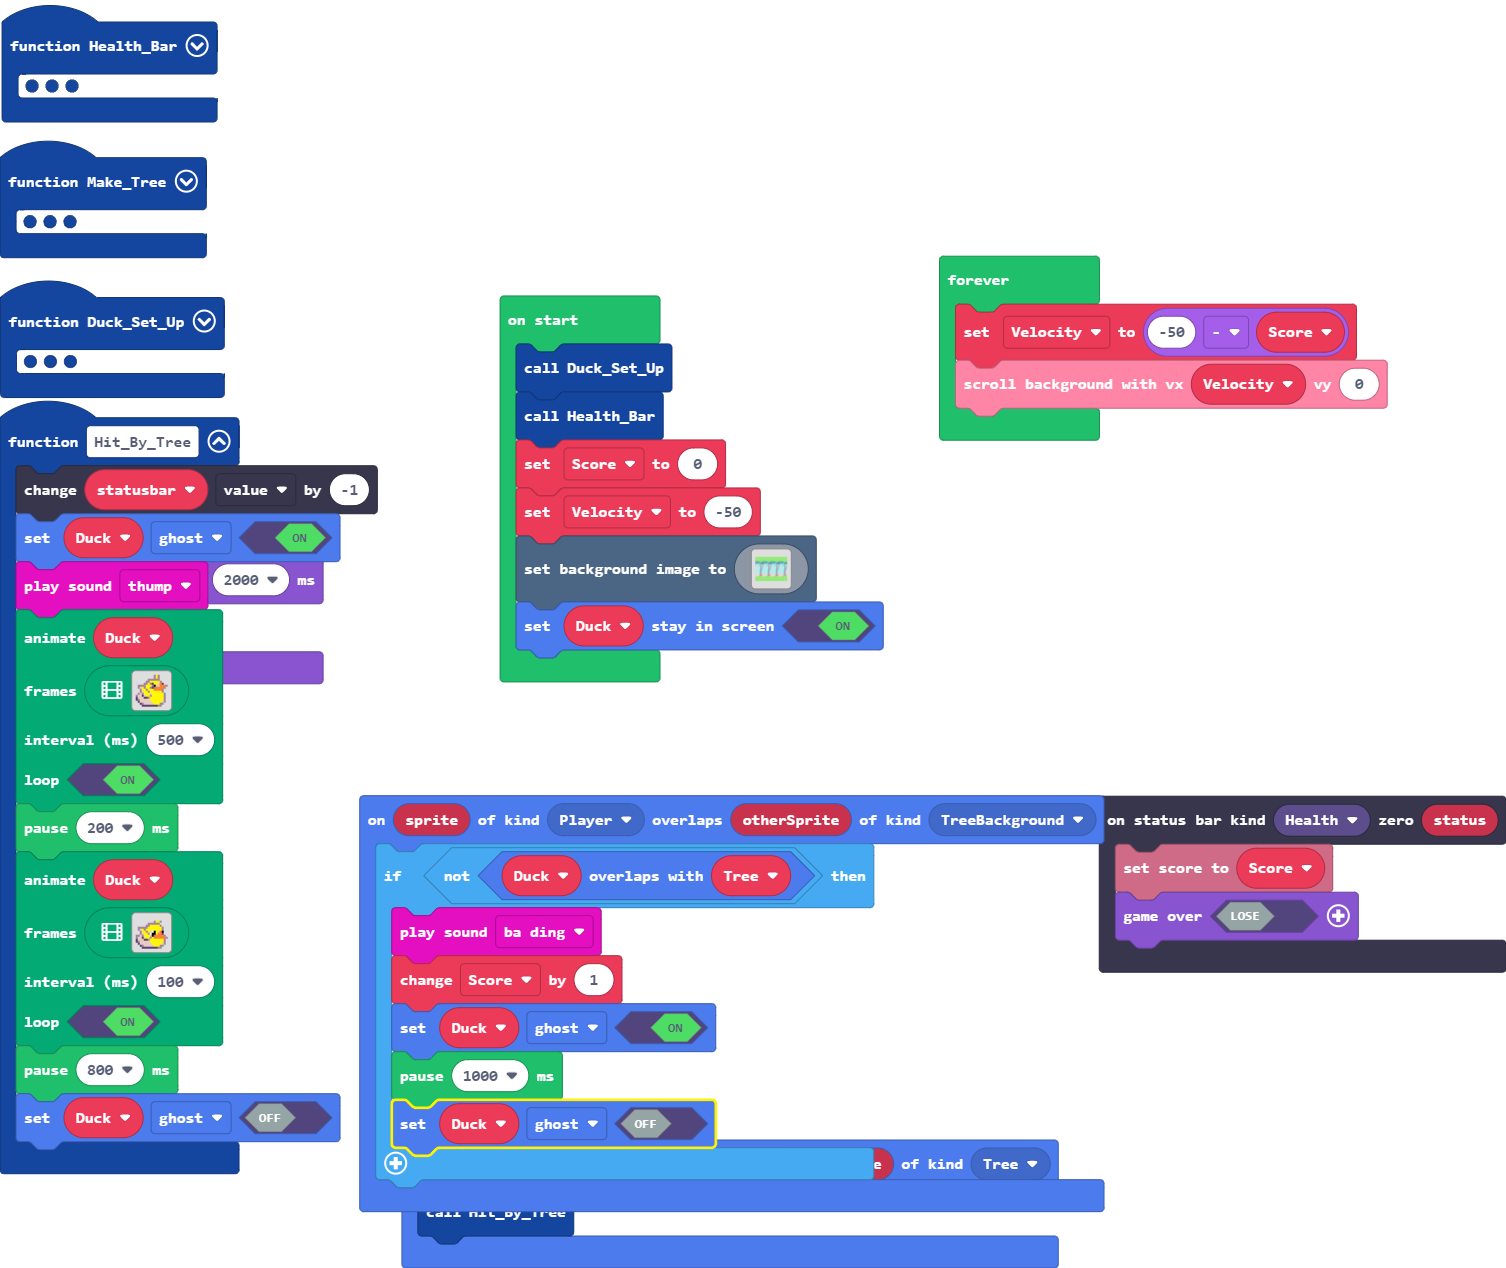 function Health_Bar
function Make_Tree
function Duck_Set_Up
function Hit_By_Tree
change statusbar value by -1
set Duck ghost ON
play sound thump
2000 ms
animate Duck
frames
interval (ms) 500
loop ON
pause 200 ms
animate Duck
frames
interval (ms) 100
loop ON
pause 800 ms
set Duck ghost OFF
on start
call Duck_Set_Up
call Health_Bar
set Score to 0
set Velocity to -50
set background image to
set Duck stay in screen ON
forever
set Velocity to -50 - Score
scroll background with vx Velocity vy 0
on sprite of kind Player overlaps otherSprite of kind TreeBackground
if not Duck overlaps with Tree then
play sound ba ding
change Score by 1
set Duck ghost ON
pause 1000 ms
set Duck ghost OFF
e of kind Tree
call Hit_By_Tree
on status bar kind Health zero status
set score to Score
game over LOSE